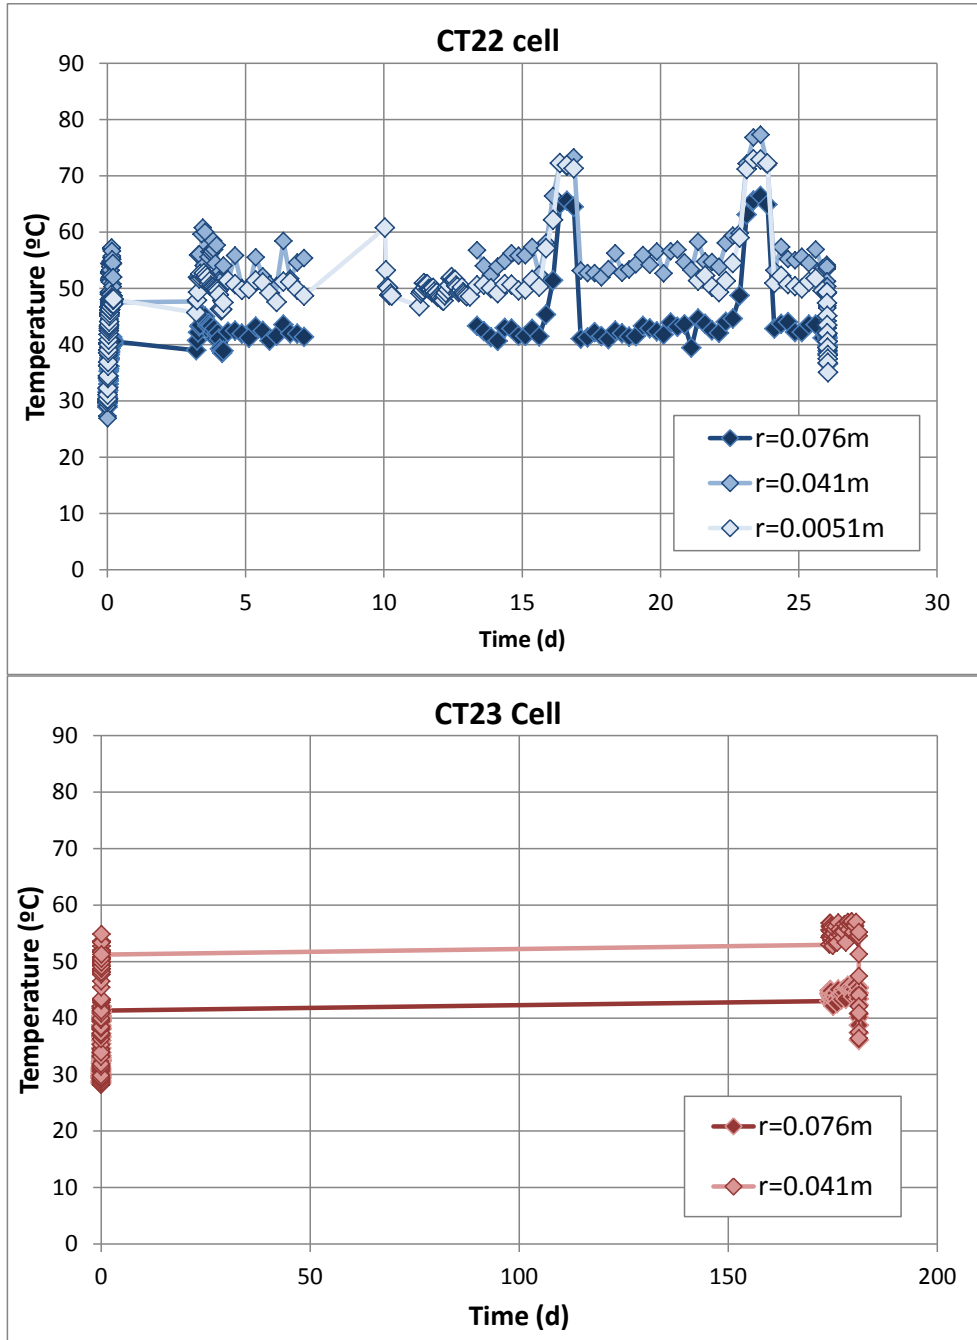 CT22 cell
90
80
70
60
50
40
30
20
10
0
Temperature (ºC)
0 5 10 15 20 25 30
Time (d)
r=0.076m
r=0.041m
r=0.0051m
CT23 Cell
90
80
70
60
50
40
30
20
10
0
Temperature (ºC)
0 50 100 150 200
Time (d)
r=0.076m
r=0.041m